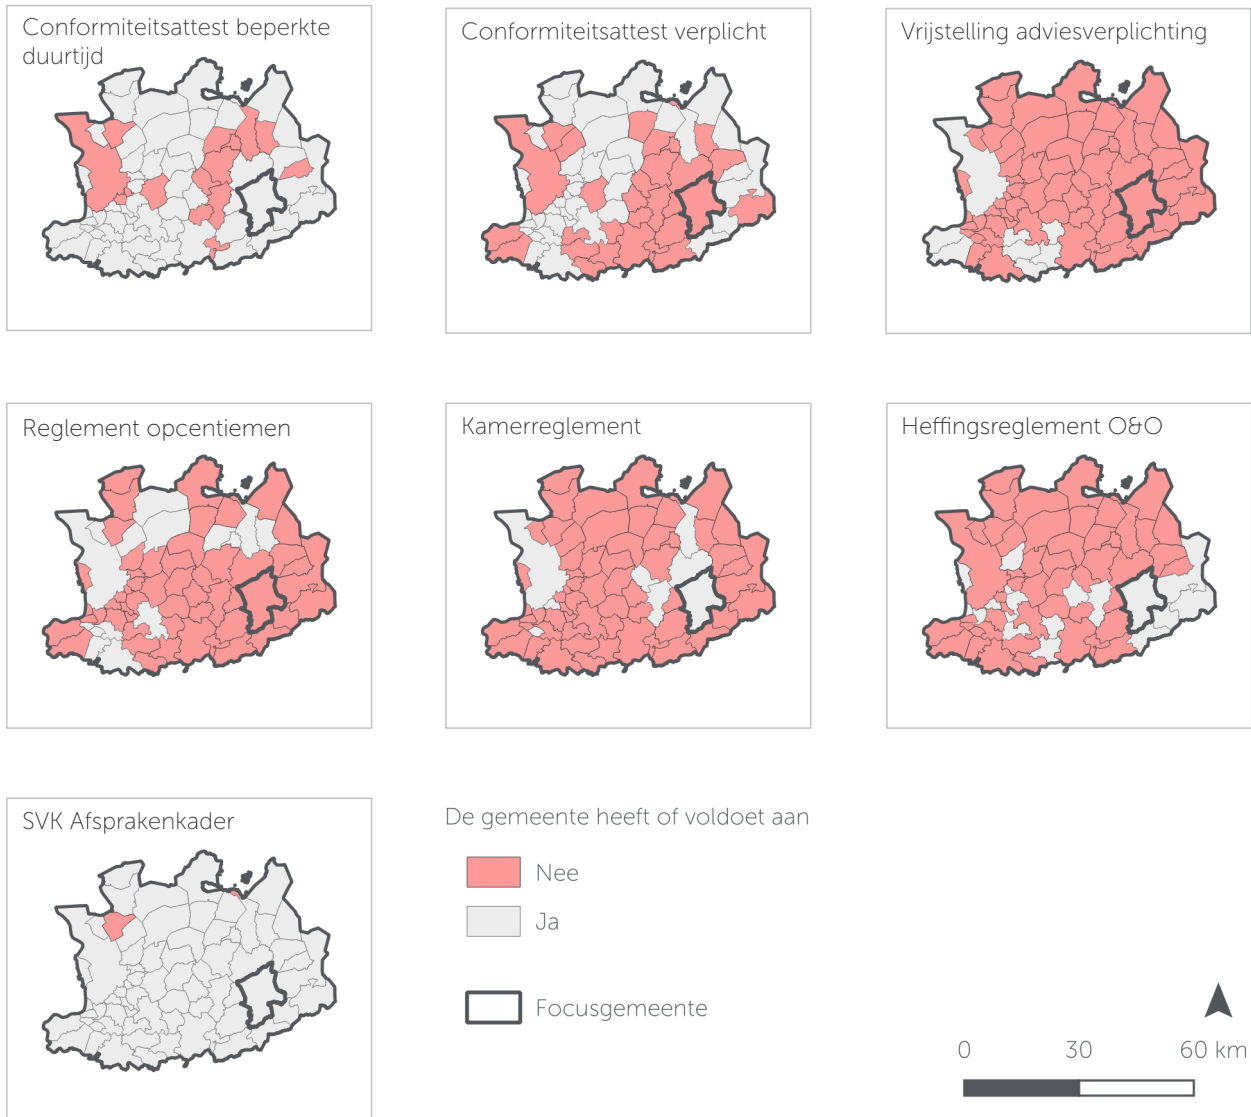 Conformiteitsattest beperkte
duurtijd
Conformiteitsattest verplicht
Vrijstelling adviesverplichting
Reglement opcentiemen
Kamerreglement
Heffingsreglement O&O
SVK Afsprakenkader
De gemeente heeft of voldoet aan
Nee
Ja
Focusgemeente
0 30 60 km